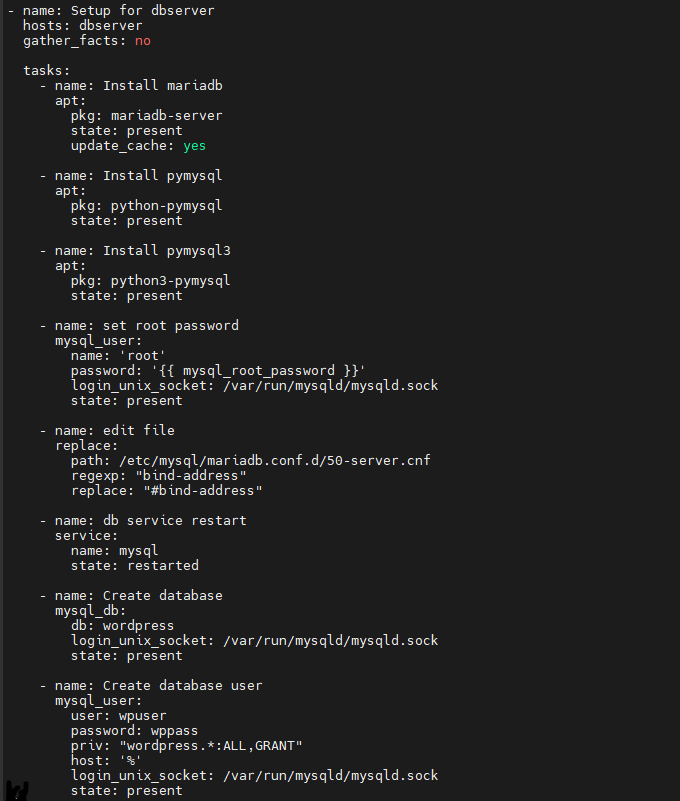 - name: Setup for dbserver
  hosts: dbserver
  gather_facts: no

  tasks:
    - name: Install mariadb
      apt:
        pkg: mariadb-server
        state: present
        update_cache: yes

    - name: Install pymysql
      apt:
        pkg: python-pymysql
        state: present

    - name: Install pymysql3
      apt:
        pkg: python3-pymysql
        state: present

    - name: set root password
      mysql_user:
        name: 'root'
        password: '{{ mysql_root_password }}'
        login_unix_socket: /var/run/mysqld/mysqld.sock
        state: present

    - name: edit file
      replace:
        path: /etc/mysql/mariadb.conf.d/50-server.cnf
        regexp: "bind-address"
        replace: "#bind-address"

    - name: db service restart
      service:
        name: mysql
        state: restarted

    - name: Create database
      mysql_db:
        db: wordpress
        login_unix_socket: /var/run/mysqld/mysqld.sock
        state: present

    - name: Create database user
      mysql_user:
        user: wpuser
        password: wppass
        priv: "wordpress.*:ALL,GRANT"
        host: '%'
        login_unix_socket: /var/run/mysqld/mysqld.sock
        state: present